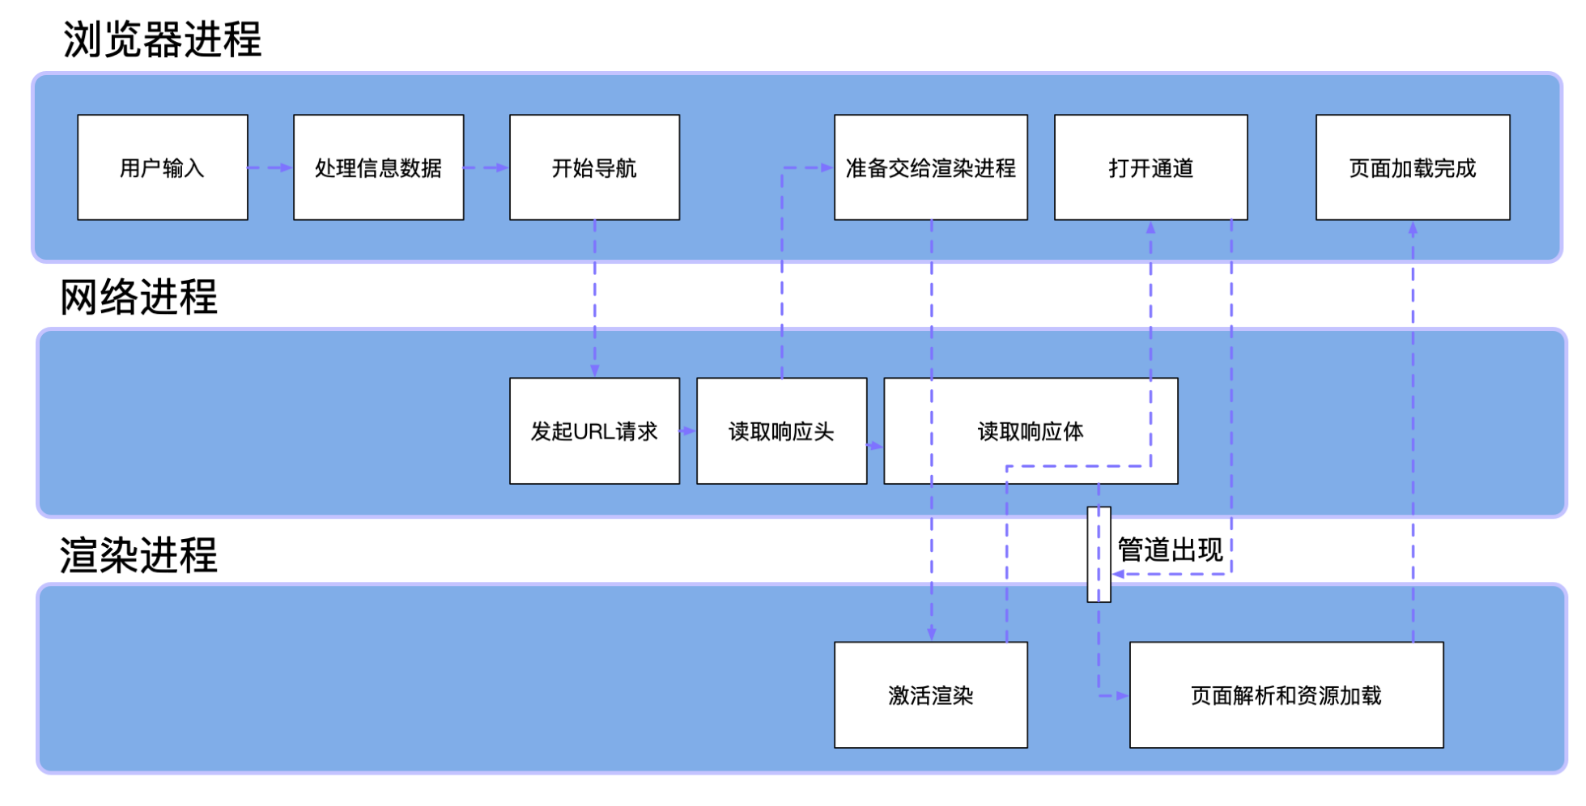 浏览器进程
用户输入
处理信息数据
开始导航
准备交给渲染进程
打开通道
页面加载完成
网络进程
发起URL请求
读取响应头
读取响应体
管道出现
渲染进程
激活渲染
页面解析和资源加载